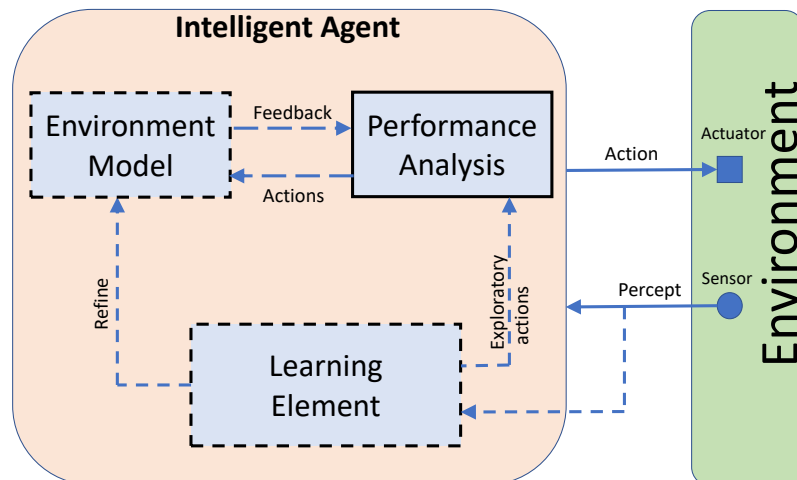 Intelligent Agent
Environment
Model
Feedback
Performance
Analysis
Actions
Action
Actuator
Environment
Refine
Exploratory
actions
Percept
Sensor
Learning
Element